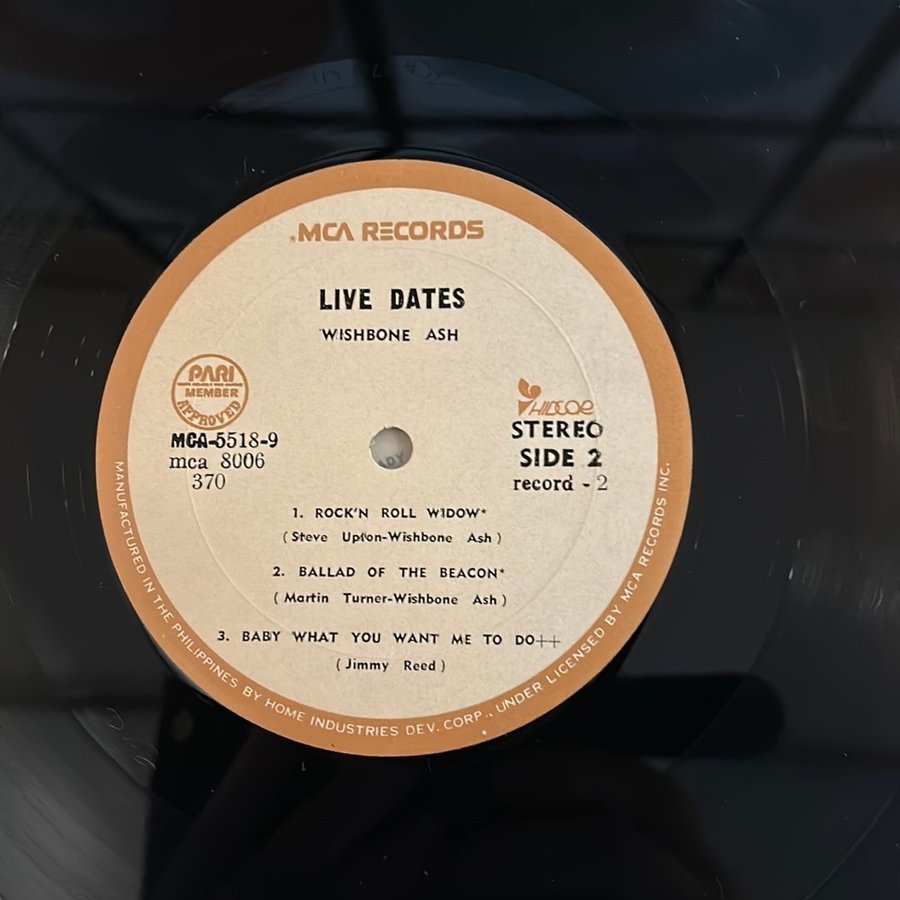 MCA RECORDS
LIVE DATES
WISHBONE ASH
PARI
MEMBER
APPROVED
MCA-5518-9
mca 8006
370
HIDCOE
STEREO
SIDE 2
record - 2
1. ROCK'N ROLL WIDOW*
(Steve Upton-Wishbone Ash)
2. BALLAD OF THE BEACON*
(Martin Turner-Wishbone Ash)
3. BABY WHAT YOU WANT ME TO DO++
(Jimmy Reed)
MANUFACTURED IN THE PHILIPPINES BY HOME INDUSTRIES DEV. CORP., UNDER LICENSED BY MCA RECORDS INC.